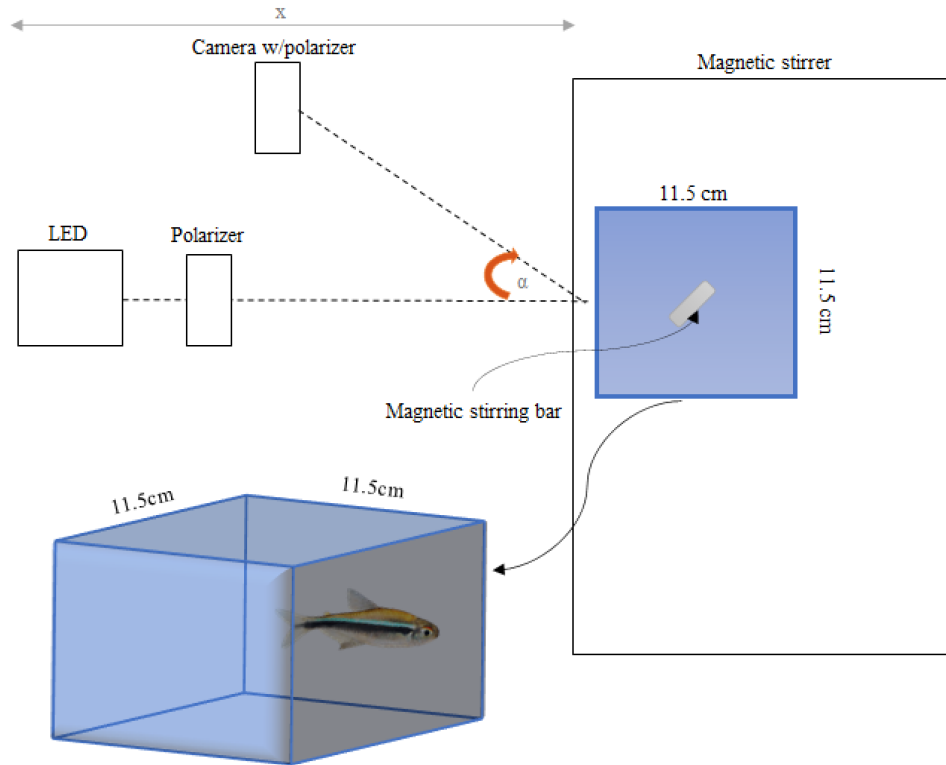 x
Camera w/polarizer
Magnetic stirrer
11.5 cm
LED
Polarizer
α
11.5 cm
Magnetic stirring bar
11.5cm
11.5cm